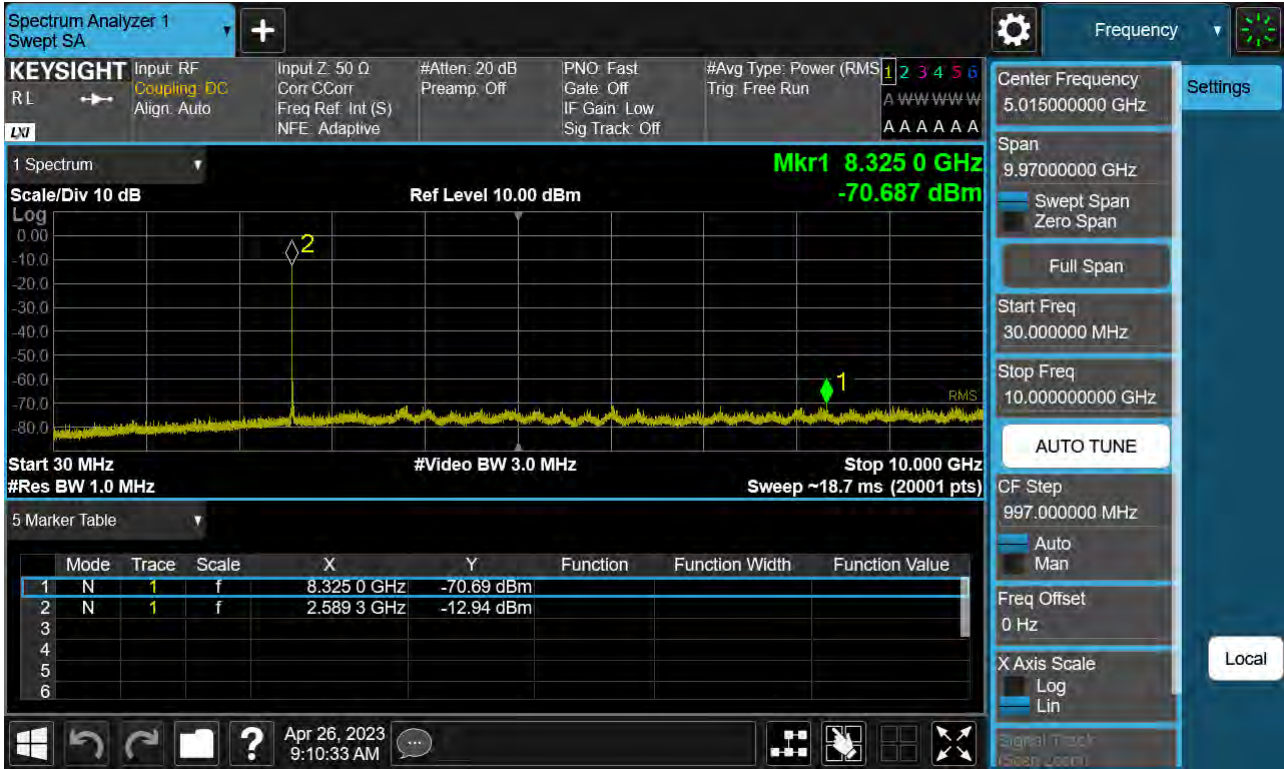 Spectrum Analyzer 1
Swept SA
+
Frequency
KEYSIGHT
RL
LXI
Input: RF
Coupling: DC
Align: Auto
Input Z: 50 Ω
Corr CCorr
Freq Ref: Int (S)
NFE: Adaptive
#Atten: 20 dB
Preamp: Off
PNO: Fast
Gate: Off
IF Gain: Low
Sig Track: Off
#Avg Type: Power (RMS
Trig: Free Run
1 2 3 4 5 6
A W W W W W
A A A A A A
1 Spectrum
Mkr1 8.325 0 GHz
-70.687 dBm
Scale/Div 10 dB
Ref Level 10.00 dBm
Log
0.00
-10.0
-20.0
-30.0
-40.0
-50.0
-60.0
-70.0
-80.0
2
1
RMS
Start 30 MHz
#Video BW 3.0 MHz
Stop 10.000 GHz
#Res BW 1.0 MHz
Sweep ~18.7 ms (20001 pts)
5 Marker Table
Mode Trace Scale X Y Function Function Width Function Value
1 N 1 f 8.325 0 GHz -70.69 dBm
2 N 1 f 2.589 3 GHz -12.94 dBm
3
4
5
6
?
Apr 26, 2023
9:10:33 AM
Center Frequency
5.015000000 GHz
Span
9.97000000 GHz
Swept Span
Zero Span
Full Span
Start Freq
30.000000 MHz
Stop Freq
10.000000000 GHz
AUTO TUNE
CF Step
997.000000 MHz
Auto
Man
Freq Offset
0 Hz
X Axis Scale
Log
Lin
Signal Track
(Span Zoom)
Settings
Local